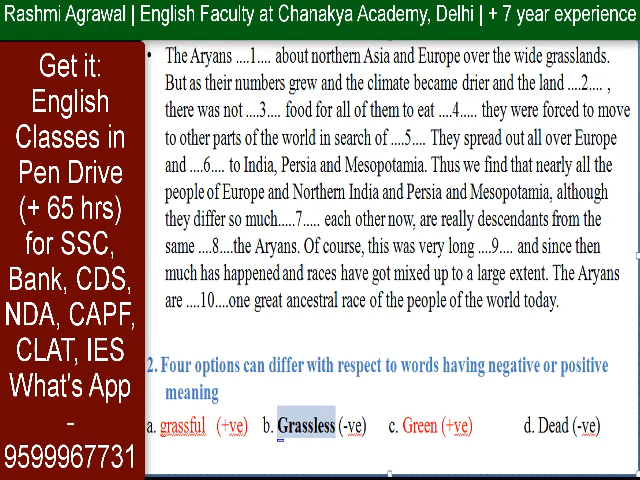 Rashmi Agrawal | English Faculty at Chanakya Academy, Delhi | + 7 year experience
Get it:
English
Classes in
Pen Drive
(+ 65 hrs)
for SSC,
Bank, CDS,
NDA, CAPF,
CLAT, IES
What's App
-
9599967731
• The Aryans ....1.... about northern Asia and Europe over the wide grasslands.
But as their numbers grew and the climate became drier and the land ....2.... ,
there was not ....3.... food for all of them to eat ....4..... they were forced to move
to other parts of the world in search of ....5.... They spread out all over Europe
and ....6.... to India, Persia and Mesopotamia. Thus we find that nearly all the
people of Europe and Northern India and Persia and Mesopotamia, although
they differ so much.....7..... each other now, are really descendants from the
same ....8....the Aryans. Of course, this was very long ....9.... and since then
much has happened and races have got mixed up to a large extent. The Aryans
are ....10....one great ancestral race of the people of the world today.
2. Four options can differ with respect to words having negative or positive
meaning
a. grassful (+ve) b. Grassless (-ve) c. Green (+ve) d. Dead (-ve)